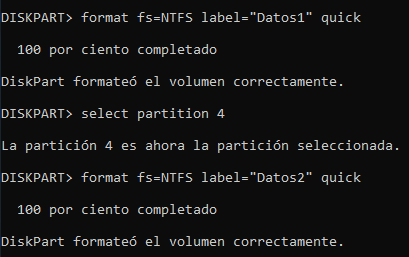 DISKPART> format fs=NTFS label="Datos1" quick
100 por ciento completado
DiskPart formateó el volumen correctamente.
DISKPART> select partition 4
La partición 4 es ahora la partición seleccionada.
DISKPART> format fs=NTFS label="Datos2" quick
100 por ciento completado
DiskPart formateó el volumen correctamente.